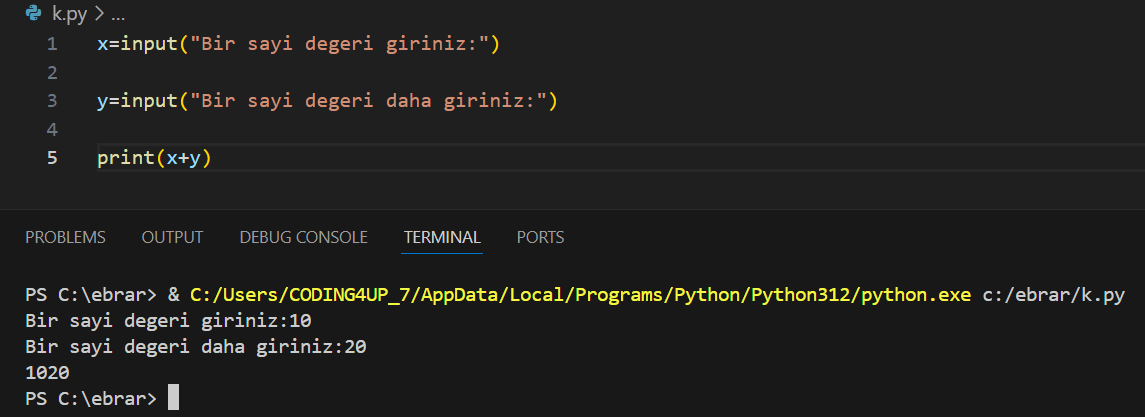 k.py > ...
1 x=input("Bir sayi degeri giriniz:")
2
3 y=input("Bir sayi degeri daha giriniz:")
4
5 print(x+y)
PROBLEMS OUTPUT DEBUG CONSOLE TERMINAL PORTS
PS C:\ebrar> & C:/Users/CODING4UP_7/AppData/Local/Programs/Python/Python312/python.exe c:/ebrar/k.py
Bir sayi degeri giriniz:10
Bir sayi degeri daha giriniz:20
1020
PS C:\ebrar>